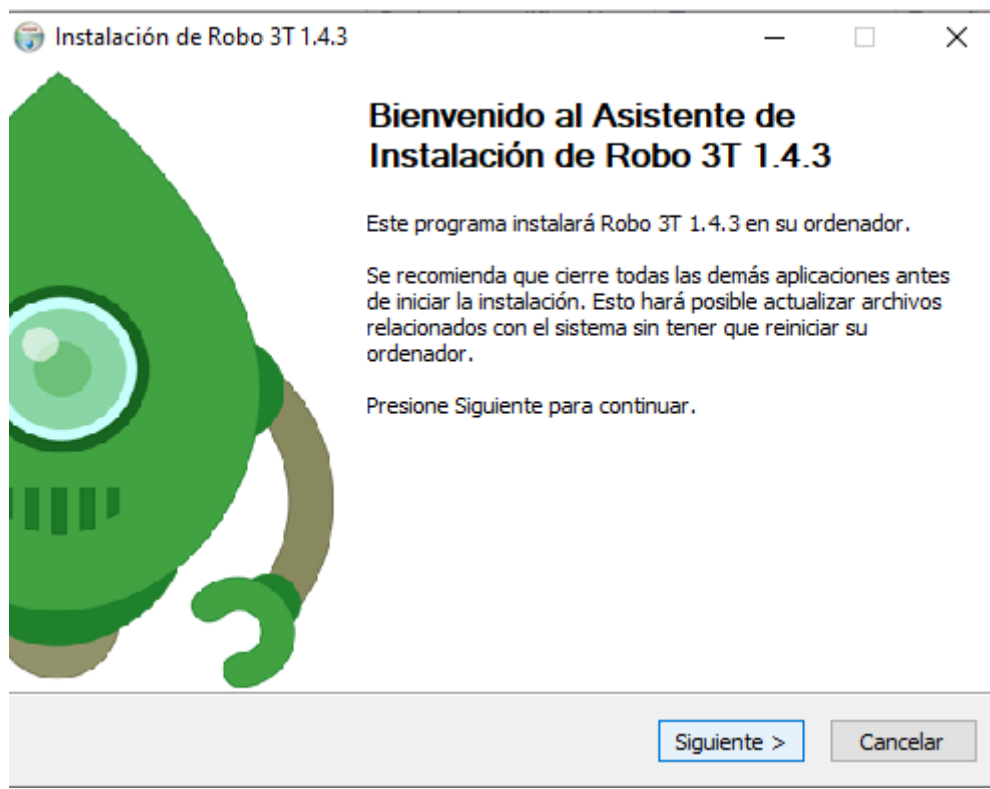 Instalación de Robo 3T 1.4.3
Bienvenido al Asistente de
Instalación de Robo 3T 1.4.3
Este programa instalará Robo 3T 1.4.3 en su ordenador.
Se recomienda que cierre todas las demás aplicaciones antes
de iniciar la instalación. Esto hará posible actualizar archivos
relacionados con el sistema sin tener que reiniciar su
ordenador.
Presione Siguiente para continuar.
Siguiente >
Cancelar